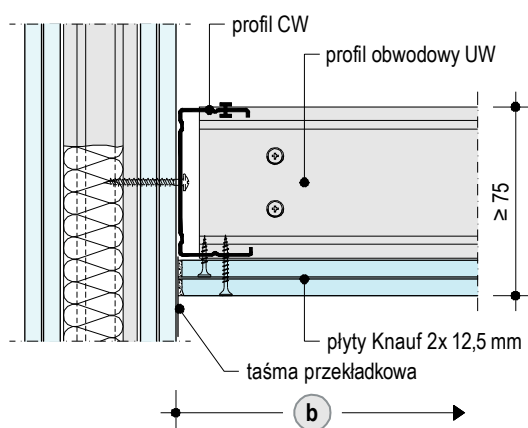 profil CW
profil obwodowy UW
≥ 75
płyty Knauf 2x 12,5 mm
taśma przekładkowa
b